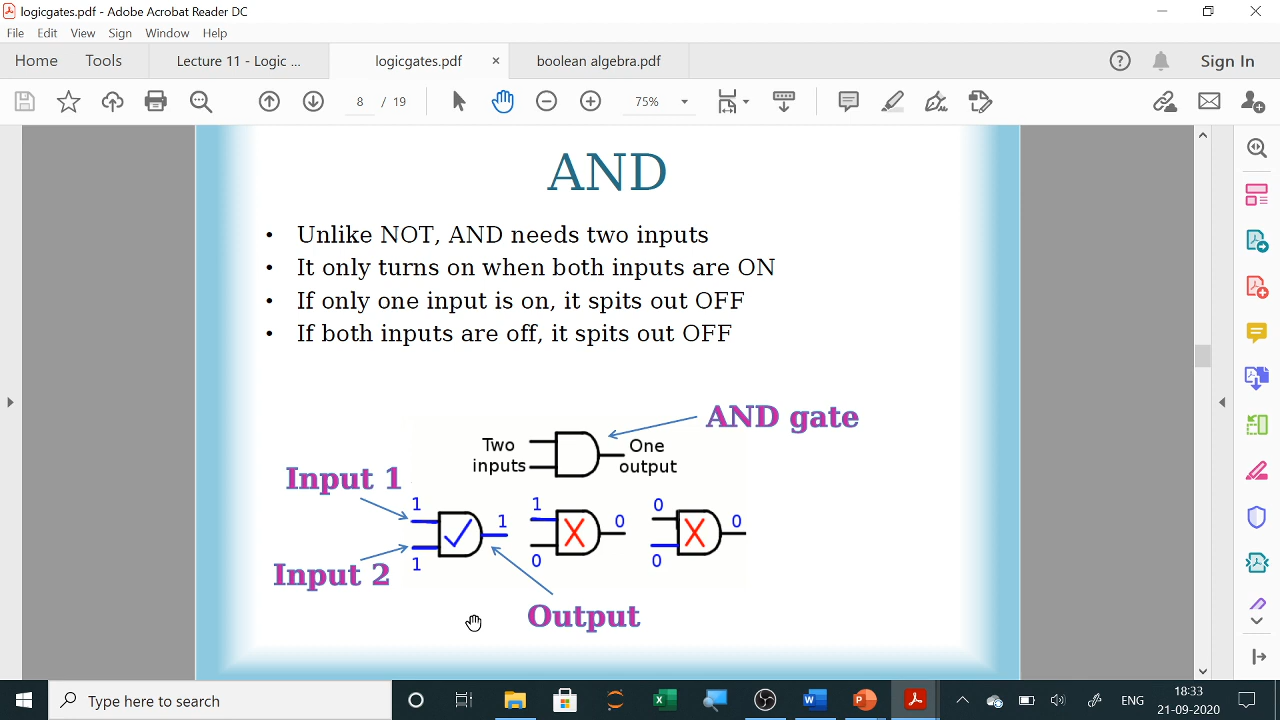 logicgates.pdf - Adobe Acrobat Reader DC
File Edit View Sign Window Help
Home Tools Lecture 11 - Logic ... logicgates.pdf × boolean algebra.pdf Sign In
8 / 19 75%
AND
• Unlike NOT, AND needs two inputs
• It only turns on when both inputs are ON
• If only one input is on, it spits out OFF
• If both inputs are off, it spits out OFF
AND gate
Two inputs
One output
Input 1
1 1 1
1 0 0
0 0 0
Input 2
Output
Type here to search
ENG
18:33
21-09-2020